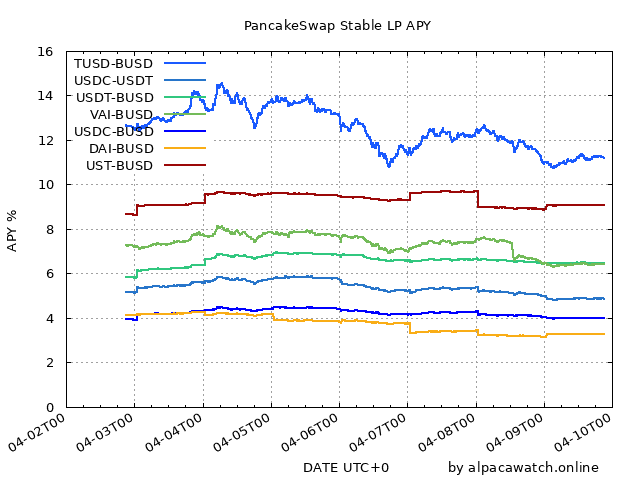 PancakeSwap Stable LP APY
APY %
16
14
12
10
8
6
4
2
0
TUSD-BUSD
USDC-USDT
USDT-BUSD
VAI-BUSD
USDC-BUSD
DAI-BUSD
UST-BUSD
04-02T00
04-03T00
04-04T00
04-05T00
04-06T00
04-07T00
04-08T00
04-09T00
04-10T00
DATE UTC+0
by alpacawatch.online